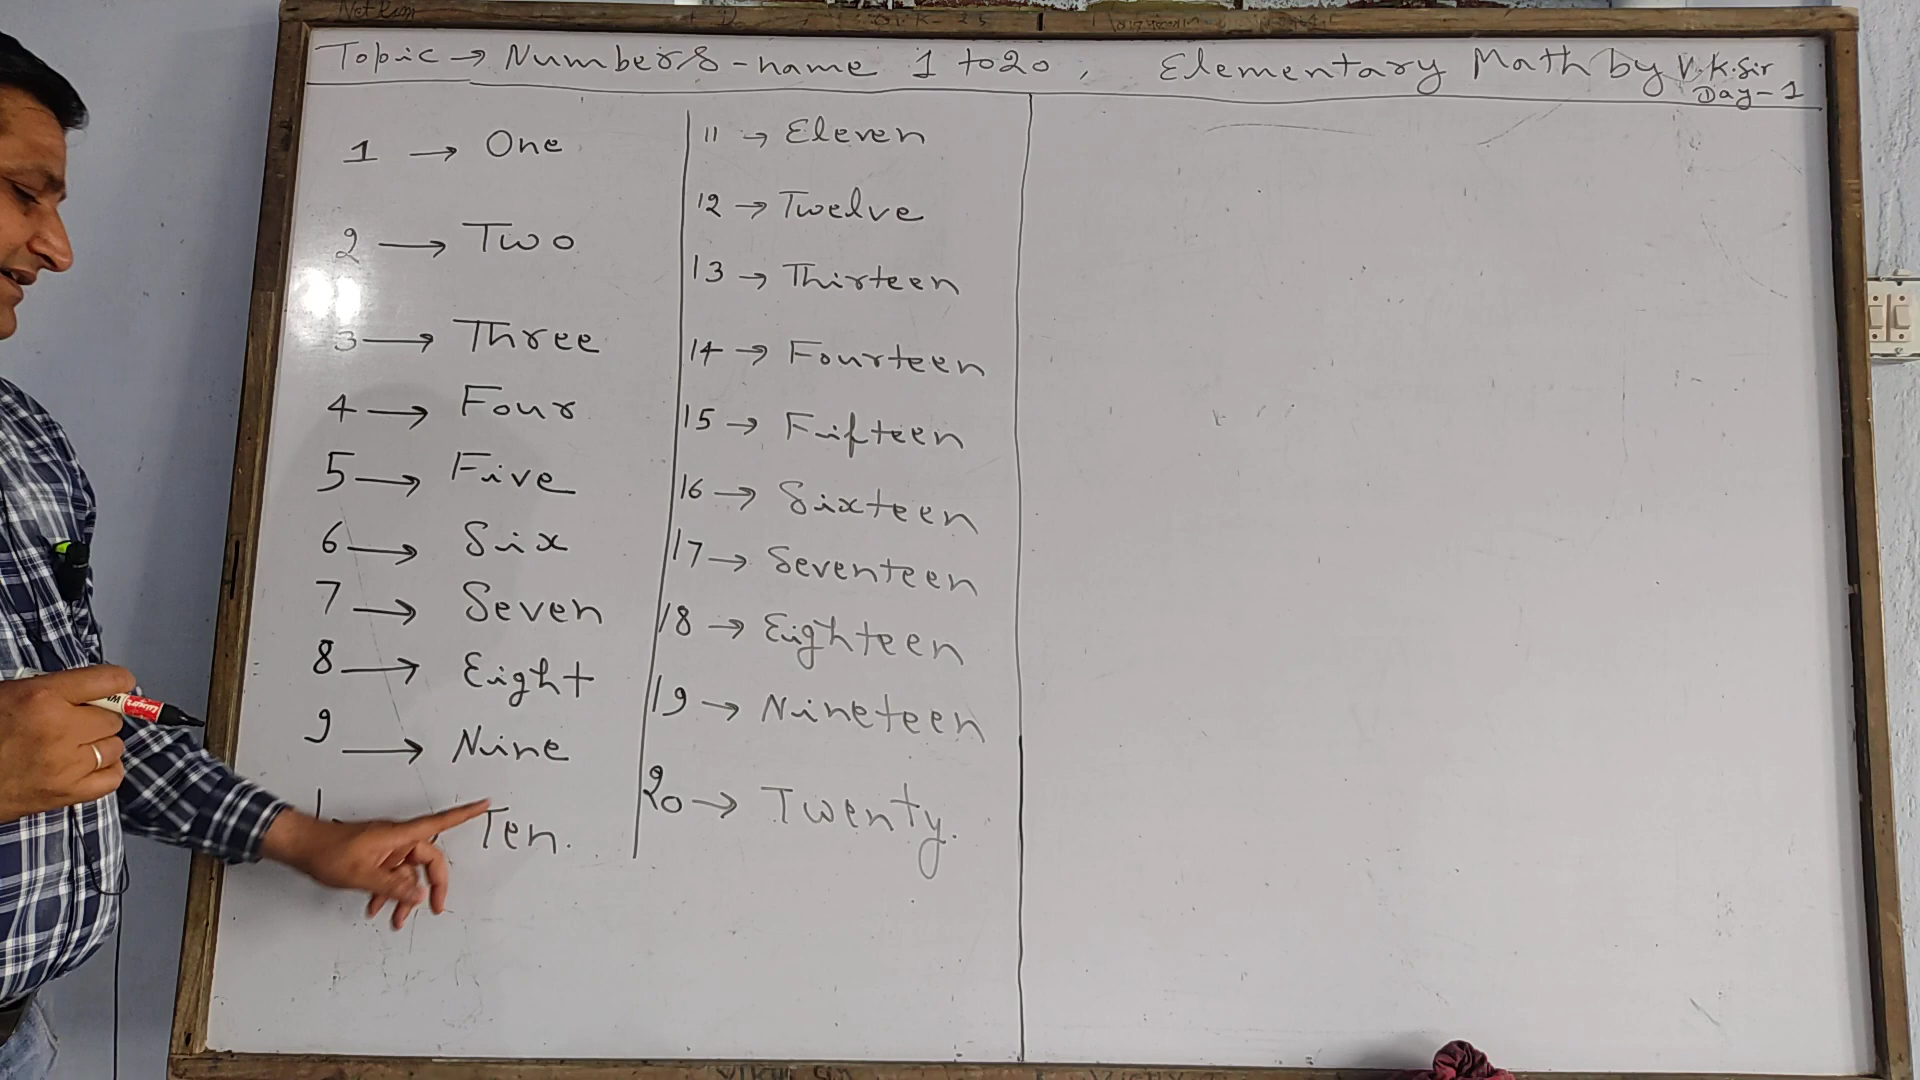 Topic → Numbers-name 1 to 20, Elementary Math by V.K. Sir
Day-1
1 → One
2 → Two
3 → Three
4 → Four
5 → Five
6 → Six
7 → Seven
8 → Eight
9 → Nine
Ten.
11 → Eleven
12 → Twelve
13 → Thirteen
14 → Fourteen
15 → Fifteen
16 → Sixteen
17 → Seventeen
18 → Eighteen
19 → Nineteen
20 → Twenty.